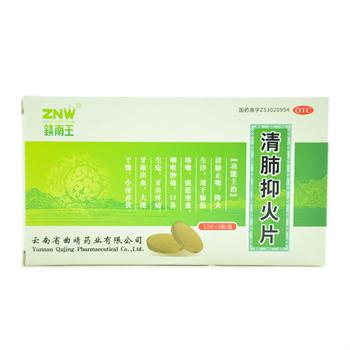 ZNW®
鎮南王
国药准字Z53020994
OTC
清肺抑火片
【功能主治】
清肺止嗽，降火
生津。用于肺热
咳嗽，痰涎壅盛，
咽喉肿痛，口鼻
生疮，牙齿疼痛，
牙根出血，大便
干燥，小便赤黄。
12片×2板/盒
云南省曲靖药业有限公司
Yunnan Qujing Pharmaceutical Co.,Ltd.